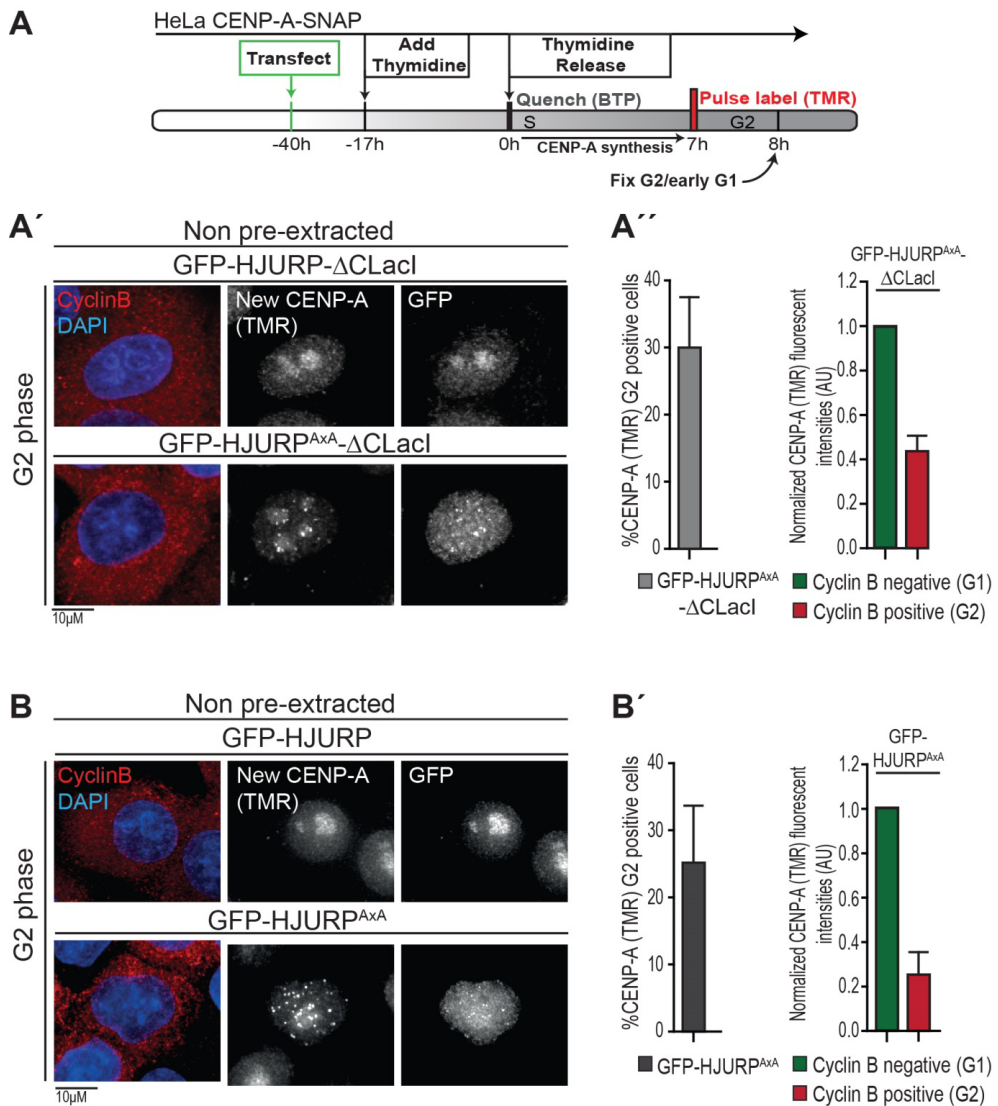 A
HeLa CENP-A-SNAP
Transfect
Add
Thymidine
Thymidine
Release
Quench (BTP)
Pulse label (TMR)
S
G2
-40h
-17h
0h
CENP-A synthesis
7h
8h
Fix G2/early G1
A´
Non pre-extracted
GFP-HJURP-ΔCLacI
G2 phase
CyclinB
DAPI
New CENP-A
(TMR)
GFP
GFP-HJURPAxA-ΔCLacI
10µM
A´´
%CENP-A (TMR) G2 positive cells
40
30
20
10
0
GFP-HJURPAxA
-ΔCLacI
GFP-HJURPAxA-
ΔCLacI
Normalized CENP-A (TMR) fluorescent
intensities (AU)
1.2
1.0
0.8
0.6
0.4
0.2
0.0
Cyclin B negative (G1)
Cyclin B positive (G2)
B
Non pre-extracted
GFP-HJURP
G2 phase
CyclinB
DAPI
New CENP-A
(TMR)
GFP
GFP-HJURPAxA
10µM
B´
%CENP-A (TMR) G2 positive cells
40
30
20
10
0
GFP-HJURPAxA
GFP-
HJURPAxA
Normalized CENP-A (TMR) fluorescent
intensities (AU)
1.2
1.0
0.8
0.6
0.4
0.2
0.0
Cyclin B negative (G1)
Cyclin B positive (G2)